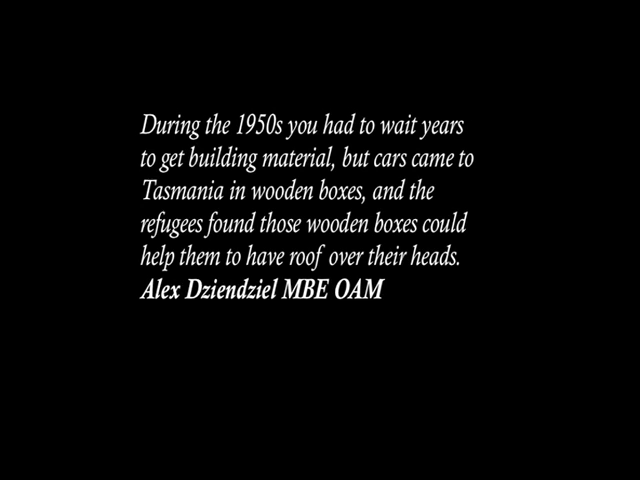 During the 1950s you had to wait years
to get building material, but cars came to
Tasmania in wooden boxes, and the
refugees found those wooden boxes could
help them to have roof over their heads.
Alex Dziendziel MBE OAM